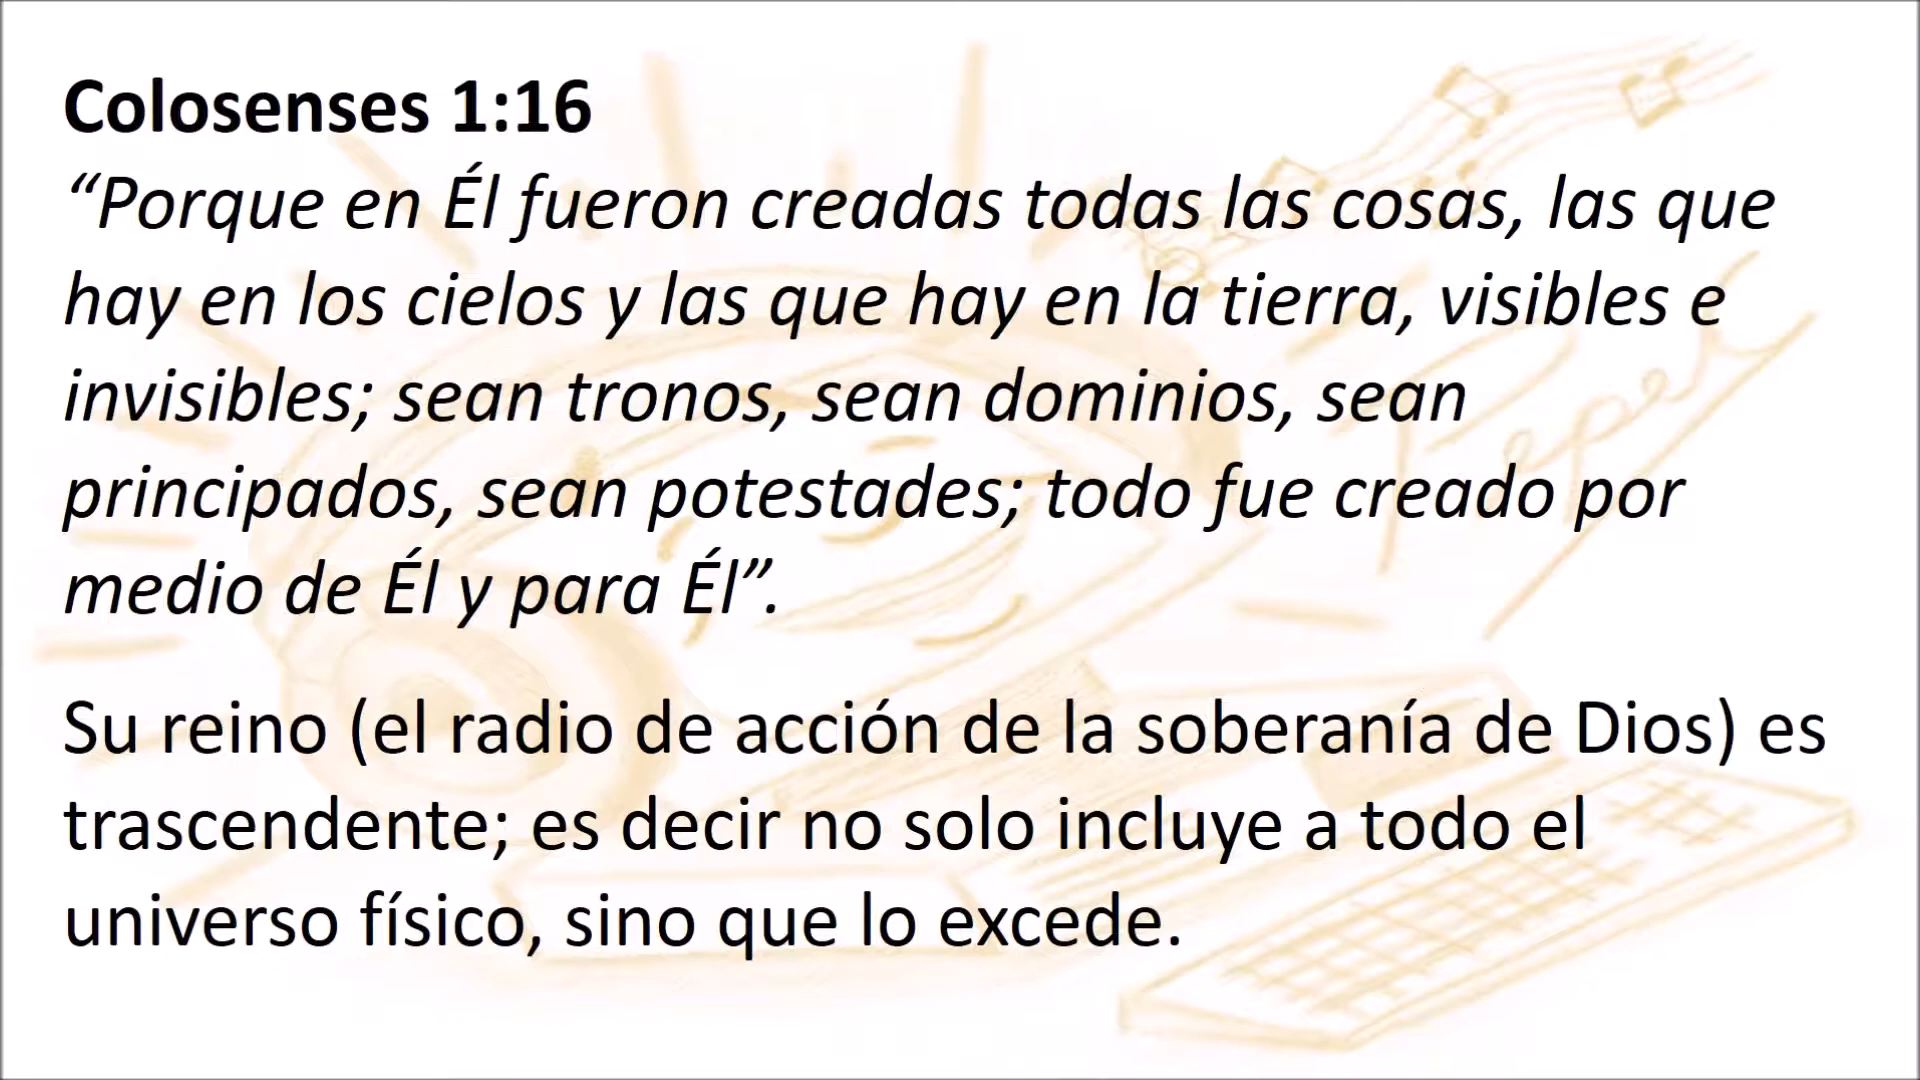 Colosenses 1:16
“Porque en Él fueron creadas todas las cosas, las que
hay en los cielos y las que hay en la tierra, visibles e
invisibles; sean tronos, sean dominios, sean
principados, sean potestades; todo fue creado por
medio de Él y para Él”.
Su reino (el radio de acción de la soberanía de Dios) es
trascendente; es decir no solo incluye a todo el
universo físico, sino que lo excede.
Pepe